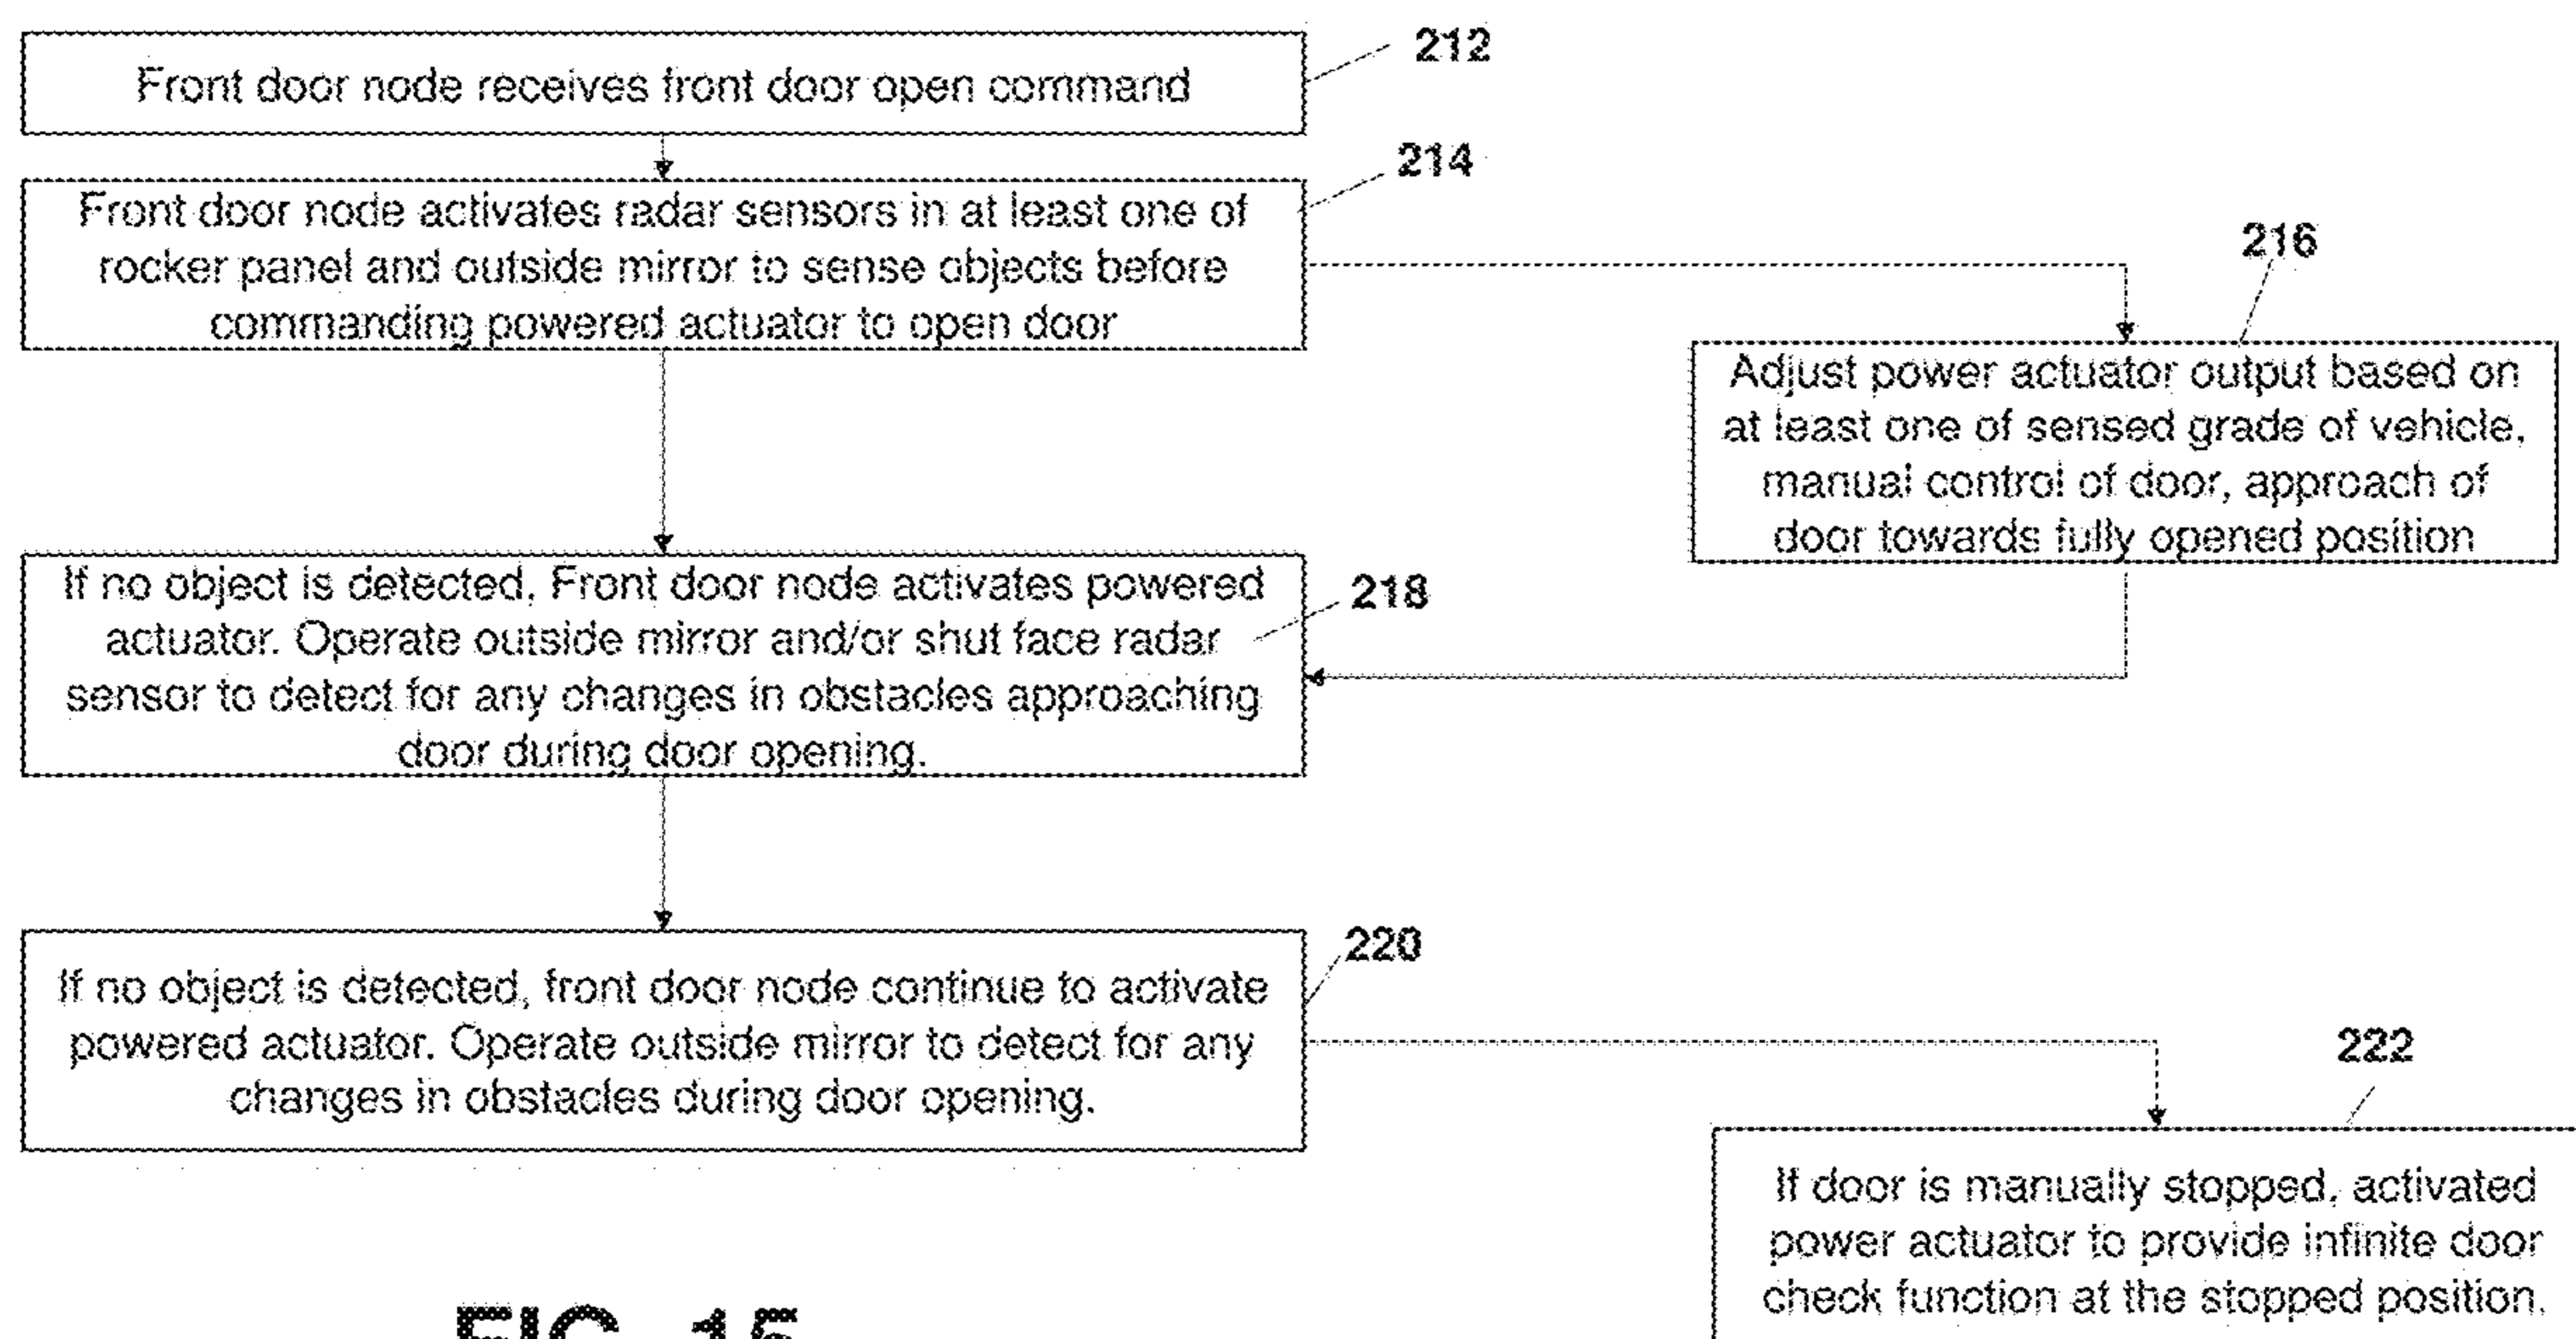 Front door node receives front door open command
212
Front door node activates radar sensors in at least one of
rocker panel and outside mirror to sense objects before
commanding powered actuator to open door
214
216
Adjust power actuator output based on
at least one of sensed grade of vehicle,
manual control of door, approach of
door towards fully opened position
If no object is detected, Front door node activates powered
actuator. Operate outside mirror and/or shut face radar
sensor to detect for any changes in obstacles approaching
door during door opening.
218
If no object is detected, front door node continue to activate
powered actuator. Operate outside mirror to detect for any
changes in obstacles during door opening.
220
222
If door is manually stopped, activated
power actuator to provide infinite door
check function at the stopped position.
FIG. 15